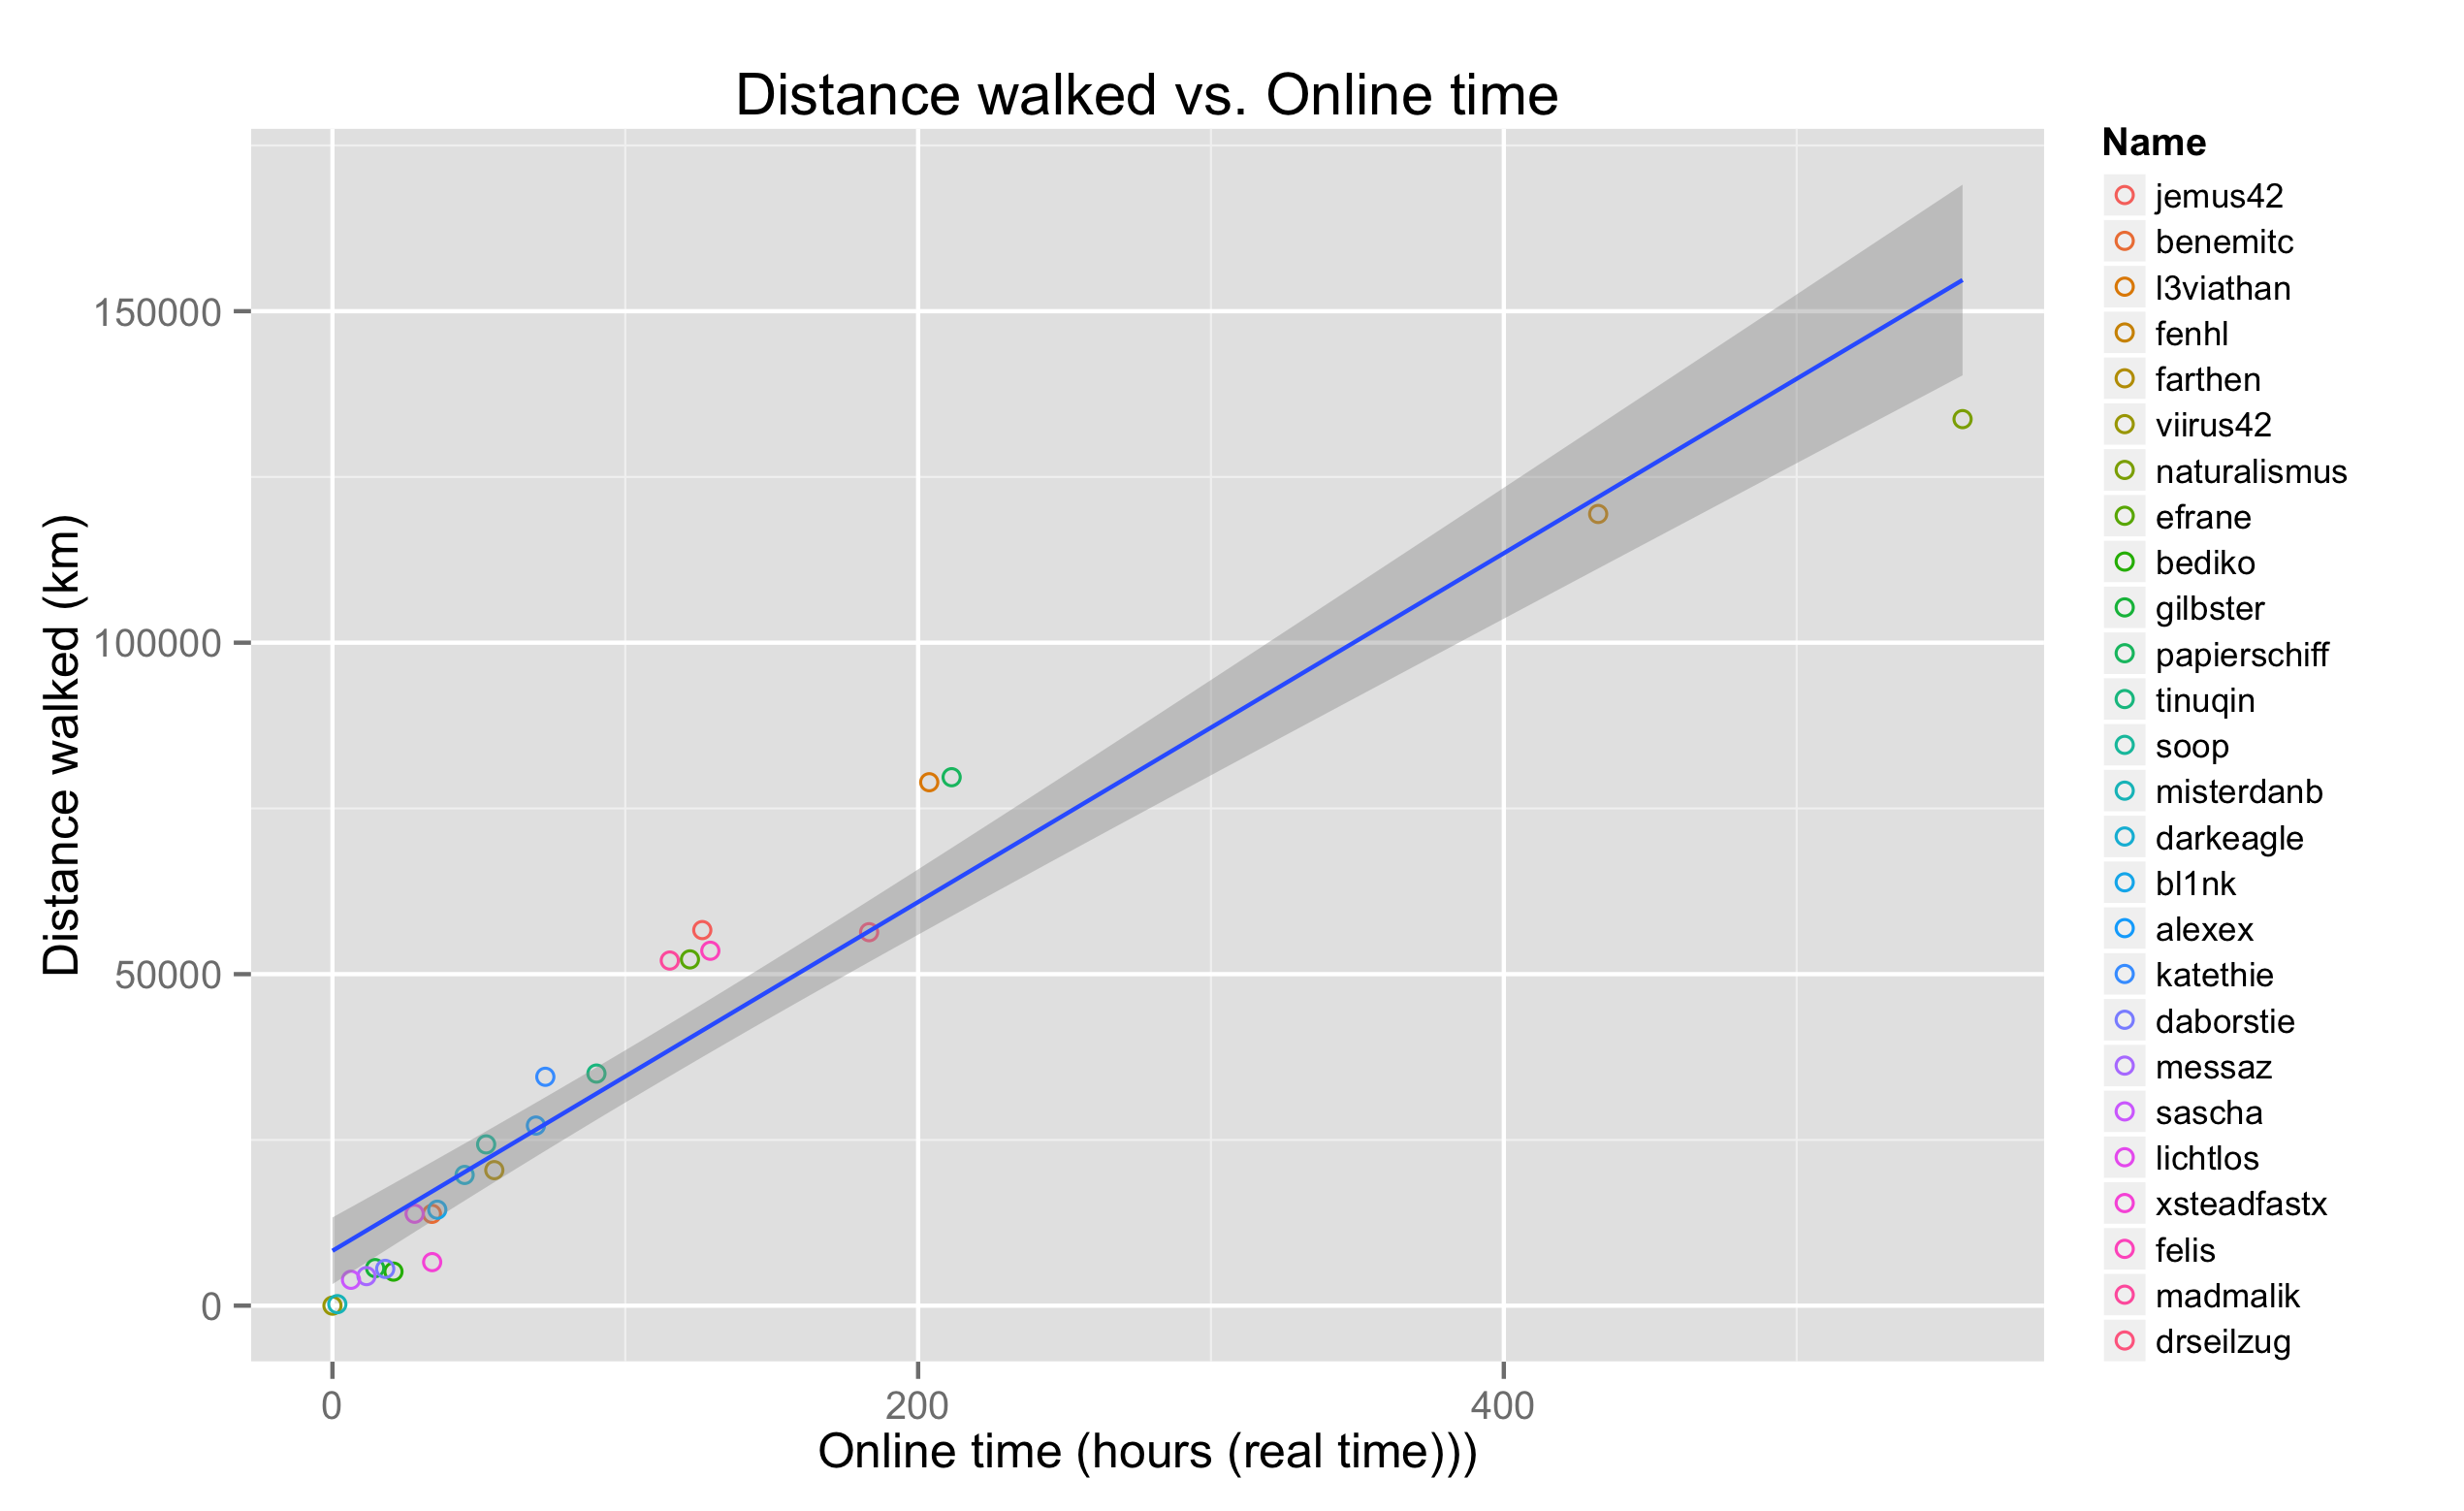 Distance walked vs. Online time
Distance walked (km)
150000
100000
50000
0
0
200
400
Online time (hours (real time)))
Name
jemus42
benemitc
l3viathan
fenhl
farthen
viirus42
naturalismus
efrane
bediko
gilbster
papierschiff
tinuqin
soop
misterdanb
darkeagle
bl1nk
alexex
katethie
daborstie
messaz
sascha
lichtlos
xsteadfastx
felis
madmalik
drseilzug